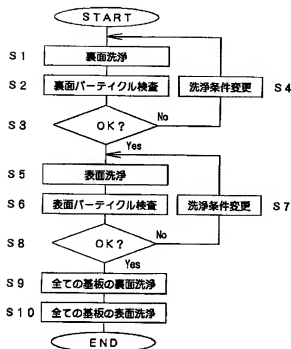 START
S1 裏面洗浄
S2 裏面パーティクル検査 洗浄条件変更 S4
S3 OK? No
Yes
S5 表面洗浄
S6 表面パーティクル検査 洗浄条件変更 S7
S8 OK? No
Yes
S9 全ての基板の裏面洗浄
S10 全ての基板の表面洗浄
END